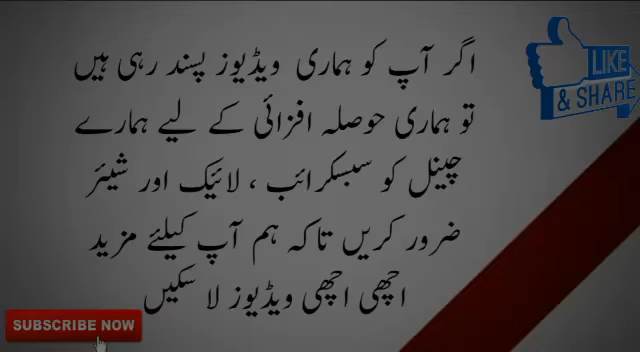 اگر آپ کو ہماری ویڈیوز پسند رہی ہیں
تو ہماری حوصلہ افزائی کے لیے ہمارے
چینل کو سبسکرائب ، لائیک اور شیئر
ضرور کریں تاکہ ہم آپ کیلئے مزید
اچھی اچھی ویڈیوز لا سکیں
LIKE
& SHARE
SUBSCRIBE NOW